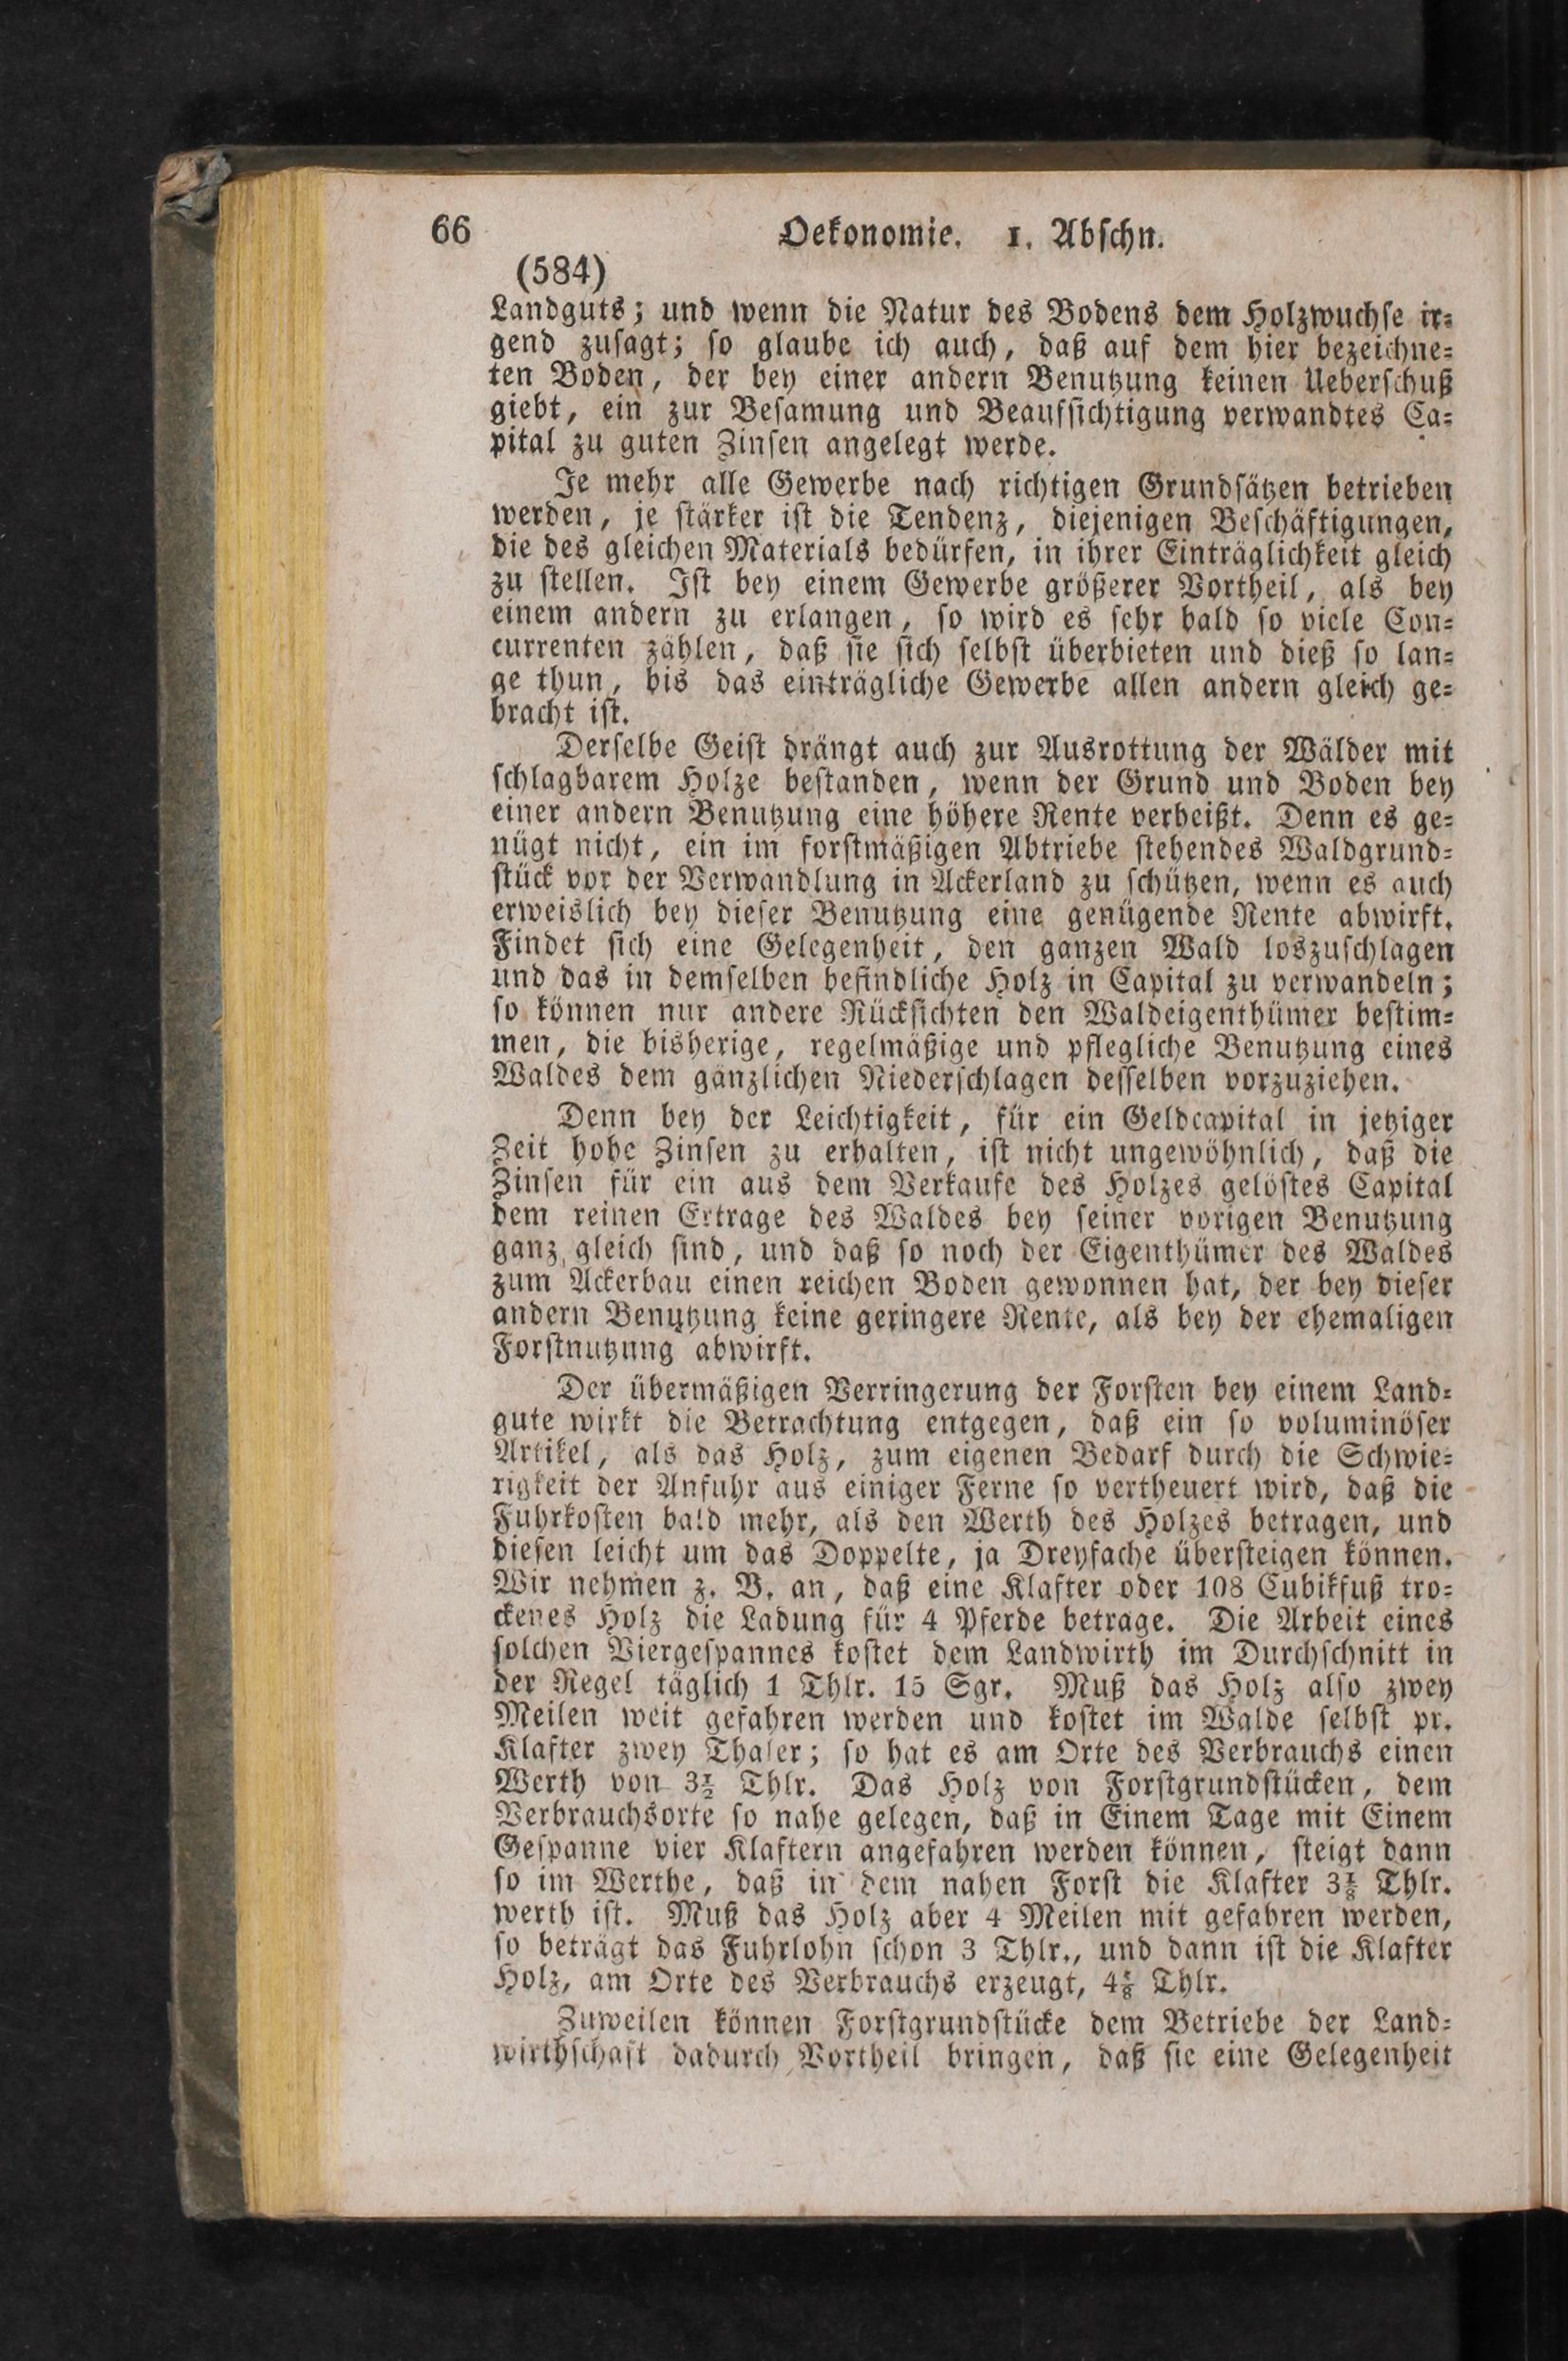 66 Oekonomie. 1. Abschn.
(584)
Landguts; und wenn die Natur des Bodens dem Holzwuchse ir=
gend zusagt; so glaube ich auch, daß auf dem hier bezeichne=
ten Boden, der bey einer andern Benutzung keinen Ueberschuß
giebt, ein zur Besamung und Beaufsichtigung verwandtes Ca=
pital zu guten Zinsen angelegt werde.
Je mehr alle Gewerbe nach richtigen Grundsätzen betrieben
werden, je stärker ist die Tendenz, diejenigen Beschäftigungen,
die des gleichen Materials bedürfen, in ihrer Einträglichkeit gleich
zu stellen. Ist bey einem Gewerbe größerer Vortheil, als bey
einem andern zu erlangen, so wird es sehr bald so viele Con=
currenten zählen, daß sie sich selbst überbieten und dieß so lan=
ge thun, bis das einträgliche Gewerbe allen andern gleich ge=
bracht ist.
Derselbe Geist drängt auch zur Ausrottung der Wälder mit
schlagbarem Holze bestanden, wenn der Grund und Boden bey
einer andern Benutzung eine höhere Rente verheißt. Denn es ge=
nügt nicht, ein im forstmäßigen Abtriebe stehendes Waldgrund=
stück vor der Verwandlung in Ackerland zu schützen, wenn es auch
erweislich bey dieser Benutzung eine genügende Rente abwirft.
Findet sich eine Gelegenheit, den ganzen Wald loszuschlagen
und das in demselben befindliche Holz in Capital zu verwandeln;
so können nur andere Rücksichten den Waldeigenthümer bestim=
men, die bisherige, regelmäßige und pflegliche Benutzung eines
Waldes dem gänzlichen Niederschlagen desselben vorzuziehen.
Denn bey der Leichtigkeit, für ein Geldcapital in jetziger
Zeit hohe Zinsen zu erhalten, ist nicht ungewöhnlich, daß die
Zinsen für ein aus dem Verkaufe des Holzes gelöstes Capital
dem reinen Ertrage des Waldes bey seiner vorigen Benutzung
ganz gleich sind, und daß so noch der Eigenthümer des Waldes
zum Ackerbau einen reichen Boden gewonnen hat, der bey dieser
andern Benutzung keine geringere Rente, als bey der ehemaligen
Forstnutzung abwirft.
Der übermäßigen Verringerung der Forsten bey einem Land=
gute wirkt die Betrachtung entgegen, daß ein so voluminöser
Artikel, als das Holz, zum eigenen Bedarf durch die Schwie=
rigkeit der Anfuhr aus einiger Ferne so vertheuert wird, daß die
Fuhrkosten bald mehr, als den Werth des Holzes betragen, und
diesen leicht um das Doppelte, ja Dreyfache übersteigen können.
Wir nehmen z. B. an, daß eine Klafter oder 108 Cubikfuß tro=
ckenes Holz die Ladung für 4 Pferde betrage. Die Arbeit eines
solchen Viergespannes kostet dem Landwirth im Durchschnitt in
der Regel täglich 1 Thlr. 15 Sgr. Muß das Holz also zwey
Meilen weit gefahren werden und kostet im Walde selbst pr.
Klafter zwey Thaler; so hat es am Orte des Verbrauchs einen
Werth von 3½ Thlr. Das Holz von Forstgrundstücken, dem
Verbrauchsorte so nahe gelegen, daß in Einem Tage mit Einem
Gespanne vier Klaftern angefahren werden können, steigt dann
so im Werthe, daß in dem nahen Forst die Klafter 3⅛ Thlr.
werth ist. Muß das Holz aber 4 Meilen mit gefahren werden,
so beträgt das Fuhrlohn schon 3 Thlr., und dann ist die Klafter
Holz, am Orte des Verbrauchs erzeugt, 4⅝ Thlr.
Zuweilen können Forstgrundstücke dem Betriebe der Land=
wirthschaft dadurch Vortheil bringen, daß sie eine Gelegenheit